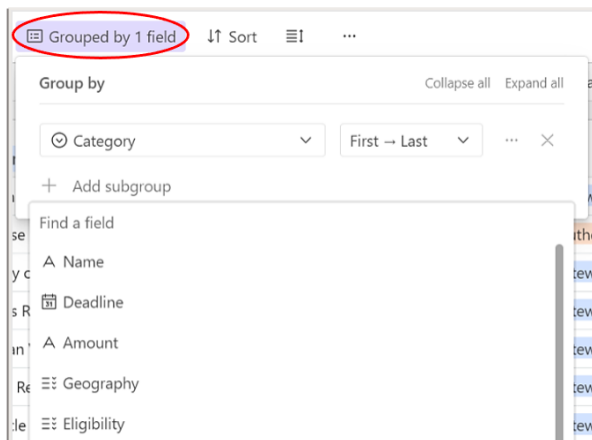 Grouped by 1 field Sort ...
Group by Collapse all Expand all
Category First → Last ...
+ Add subgroup
Find a field
Name
Deadline
Amount
Geography
Eligibility